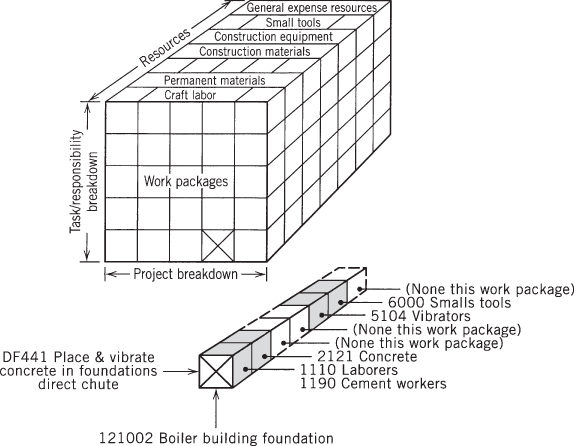 General expense resources
Small tools
Construction equipment
Construction materials
Resources
Permanent materials
Craft labor
Task/responsibility
breakdown
Work packages
Project breakdown
(None this work package)
6000 Smalls tools
5104 Vibrators
(None this work package)
(None this work package)
2121 Concrete
1110 Laborers
1190 Cement workers
DF441 Place & vibrate
concrete in foundations
direct chute
121002 Boiler building foundation